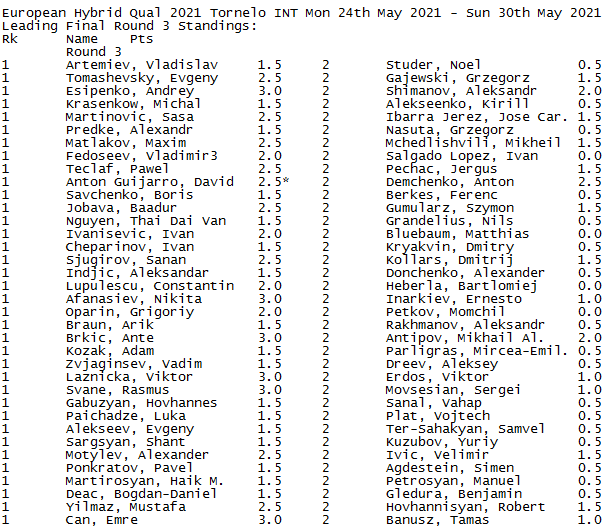 European Hybrid Qual 2021 Tornelo INT Mon 24th May 2021 - Sun 30th May 2021
Leading Final Round 3 Standings:
Rk Name Pts
Round 3
1 Artemiev, Vladislav 1.5 2 Studer, Noel 0.5
1 Tomashevsky, Evgeny 2.5 2 Gajewski, Grzegorz 1.5
1 Esipenko, Andrey 3.0 2 Shimanov, Aleksandr 2.0
1 Krasenkow, Michal 1.5 2 Alekseenko, Kirill 0.5
1 Martinovic, Sasa 2.5 2 Ibarra Jerez, Jose Car. 1.5
1 Predke, Alexandr 1.5 2 Nasuta, Grzegorz 0.5
1 Matlakov, Maxim 2.5 2 Mchedlishvili, Mikheil 1.5
1 Fedoseev, Vladimir3 2.0 2 Salgado Lopez, Ivan 0.0
1 Teclaf, Pawel 2.5 2 Pechac, Jergus 1.5
1 Anton Guijarro, David 2.5* 2 Demchenko, Anton 2.5
1 Savchenko, Boris 1.5 2 Berkes, Ferenc 0.5
1 Jobava, Baadur 2.5 2 Gumularz, Szymon 1.5
1 Nguyen, Thai Dai Van 1.5 2 Grandelius, Nils 0.5
1 Ivanisevic, Ivan 2.0 2 Bluebaum, Matthias 0.0
1 Cheparinov, Ivan 1.5 2 Kryakvin, Dmitry 0.5
1 Sjugirov, Sanan 2.5 2 Kollars, Dmitrij 1.5
1 Indjic, Aleksandar 1.5 2 Donchenko, Alexander 0.5
1 Lupulescu, Constantin 2.0 2 Heberla, Bartlomiej 0.0
1 Afanasiev, Nikita 3.0 2 Inarkiev, Ernesto 1.0
1 Oparin, Grigoriy 2.0 2 Petkov, Momchil 0.0
1 Braun, Arik 1.5 2 Rakhmanov, Aleksandr 0.5
1 Brkic, Ante 3.0 2 Antipov, Mikhail Al. 2.0
1 Kozak, Adam 1.5 2 Parligras, Mircea-Emil. 0.5
1 Zvjaginsev, Vadim 1.5 2 Dreev, Aleksey 0.5
1 Laznicka, Viktor 3.0 2 Erdos, Viktor 1.0
1 Svane, Rasmus 3.0 2 Movsesian, Sergei 1.0
1 Gabuzyan, Hovhannes 1.5 2 Sanal, Vahap 0.5
1 Paichadze, Luka 1.5 2 Plat, Vojtech 0.5
1 Alekseev, Evgeny 1.5 2 Ter-Sahakyan, Samvel 0.5
1 Sargsyan, Shant 1.5 2 Kuzubov, Yuriy 0.5
1 Motylev, Alexander 2.5 2 Ivic, Velimir 1.5
1 Ponkratov, Pavel 1.5 2 Agdestein, Simen 0.5
1 Martirosyan, Haik M. 1.5 2 Petrosyan, Manuel 0.5
1 Deac, Bogdan-Daniel 1.5 2 Gledura, Benjamin 0.5
1 Yilmaz, Mustafa 2.5 2 Hovhannisyan, Robert 1.5
1 Can, Emre 3.0 2 Banusz, Tamas 1.0